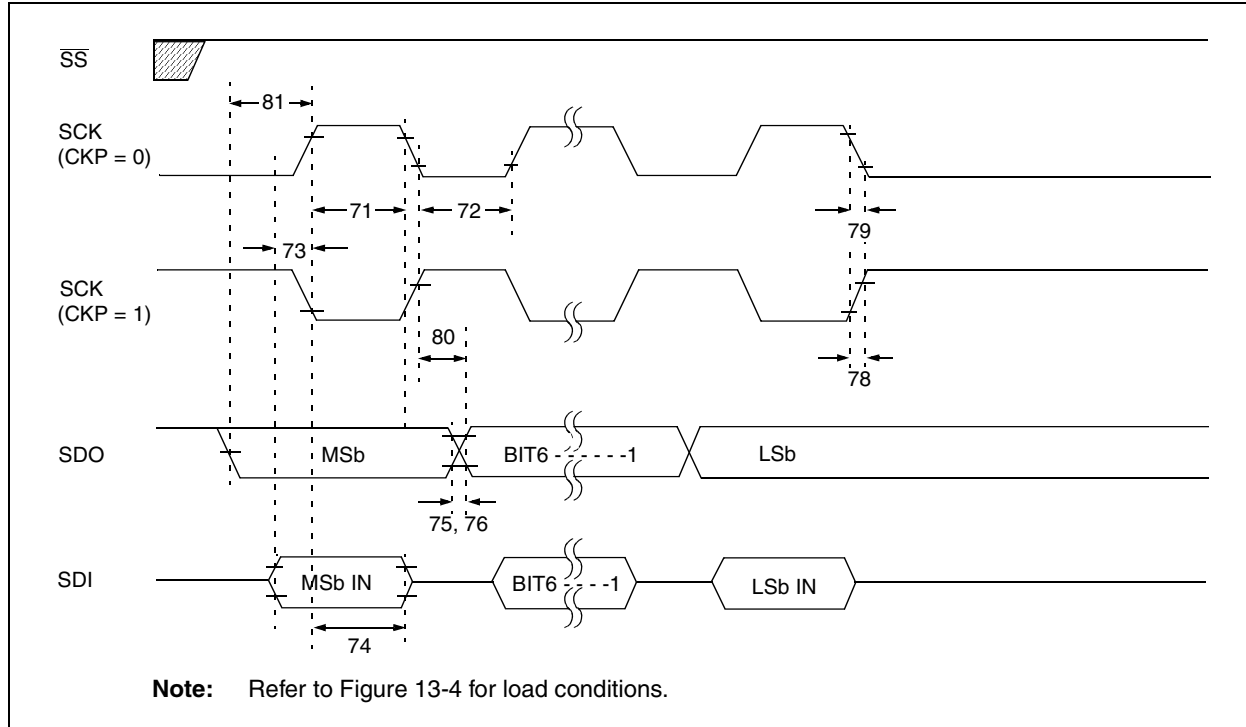 SS
81
SCK
(CKP = 0)
71
72
79
73
SCK
(CKP = 1)
80
78
SDO
MSb
BIT6 - - - - - - -1
LSb
75, 76
SDI
MSb IN
BIT6 - - - - -1
LSb IN
74
Note: Refer to Figure 13-4 for load conditions.